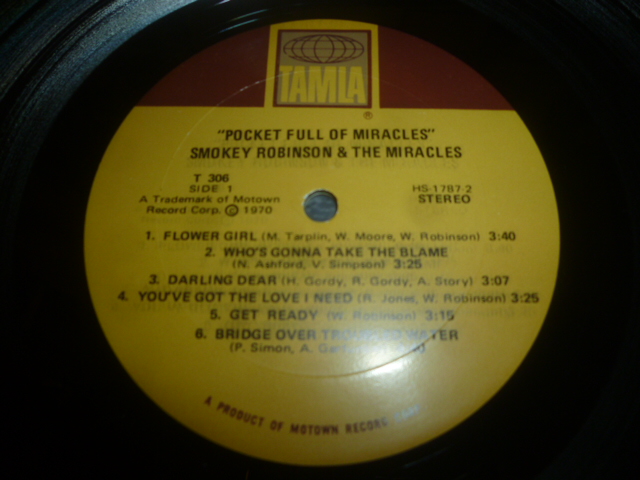 TAMLA
®
"POCKET FULL OF MIRACLES"
SMOKEY ROBINSON & THE MIRACLES
T 306
SIDE 1
A Trademark of Motown
Record Corp. © 1970
HS-1787-2
STEREO
1. FLOWER GIRL (M. Tarplin, W. Moore, W. Robinson) 3:40
2. WHO'S GONNA TAKE THE BLAME
(N. Ashford, V. Simpson) 3:25
3. DARLING DEAR (H. Gordy, R. Gordy, A. Story) 3:07
4. YOU'VE GOT THE LOVE I NEED (R. Jones, W. Robinson) 3:25
5. GET READY (W. Robinson) 3:15
6. BRIDGE OVER WATER
(P. Simon, A.
A PRODUCT OF MOTOWN RECORD